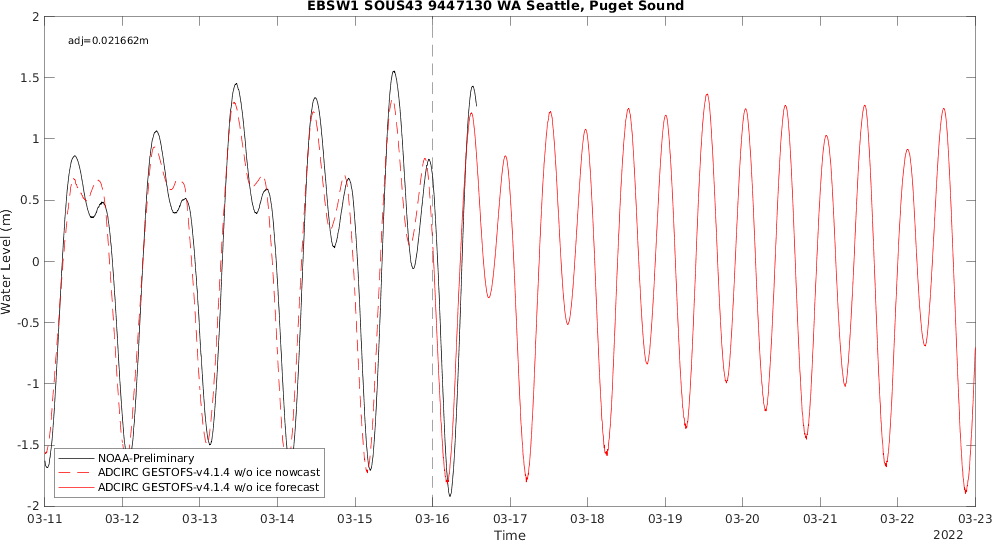 EBSW1 SOUS43 9447130 WA Seattle, Puget Sound
adj=0.021662m
Water Level (m)
2
1.5
1
0.5
0
-0.5
-1
-1.5
-2
NOAA-Preliminary
ADCIRC GESTOFS-v4.1.4 w/o ice nowcast
ADCIRC GESTOFS-v4.1.4 w/o ice forecast
03-11 03-12 03-13 03-14 03-15 03-16 03-17 03-18 03-19 03-20 03-21 03-22 03-23
Time
2022